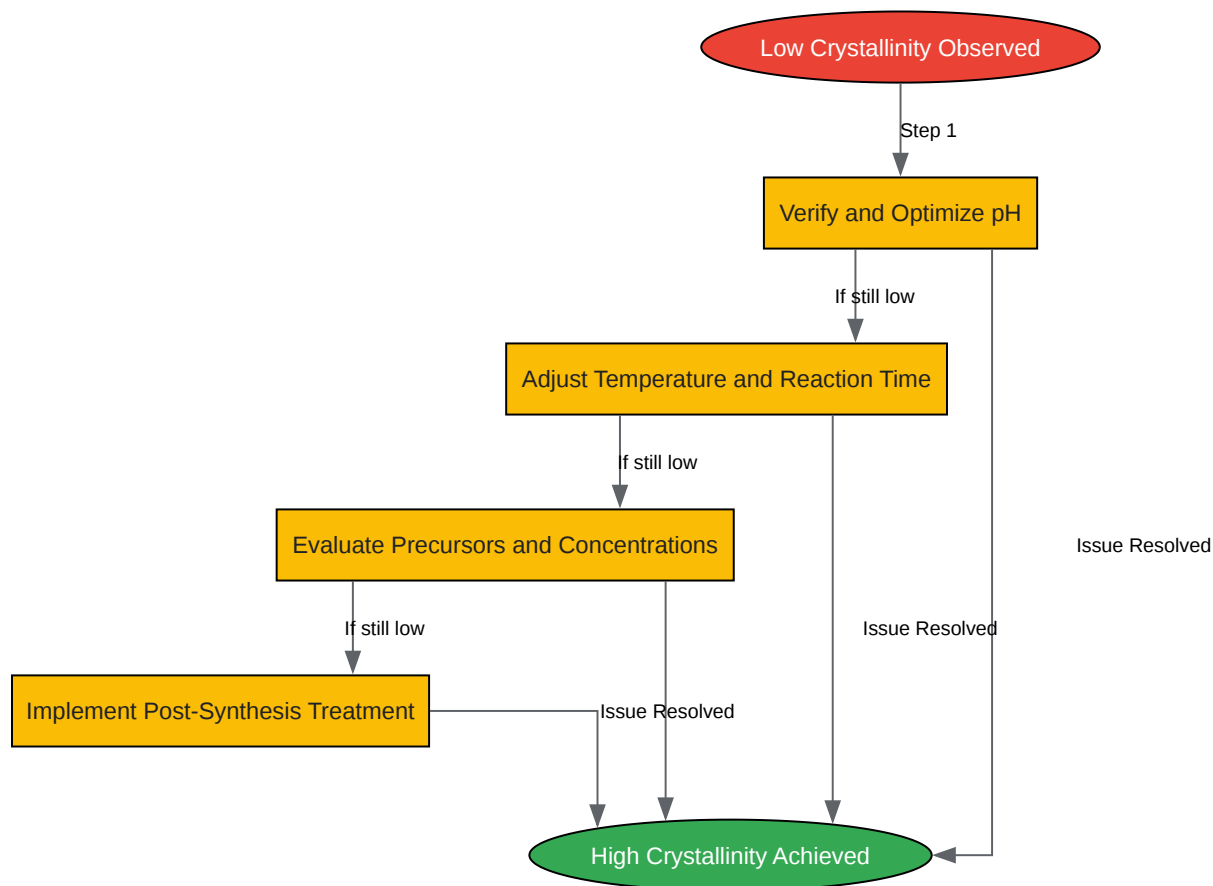 Low Crystallinity Observed
Step 1
Verify and Optimize pH
If still low
Adjust Temperature and Reaction Time
If still low
Evaluate Precursors and Concentrations
Issue Resolved
If still low
Issue Resolved
Implement Post-Synthesis Treatment
Issue Resolved
High Crystallinity Achieved